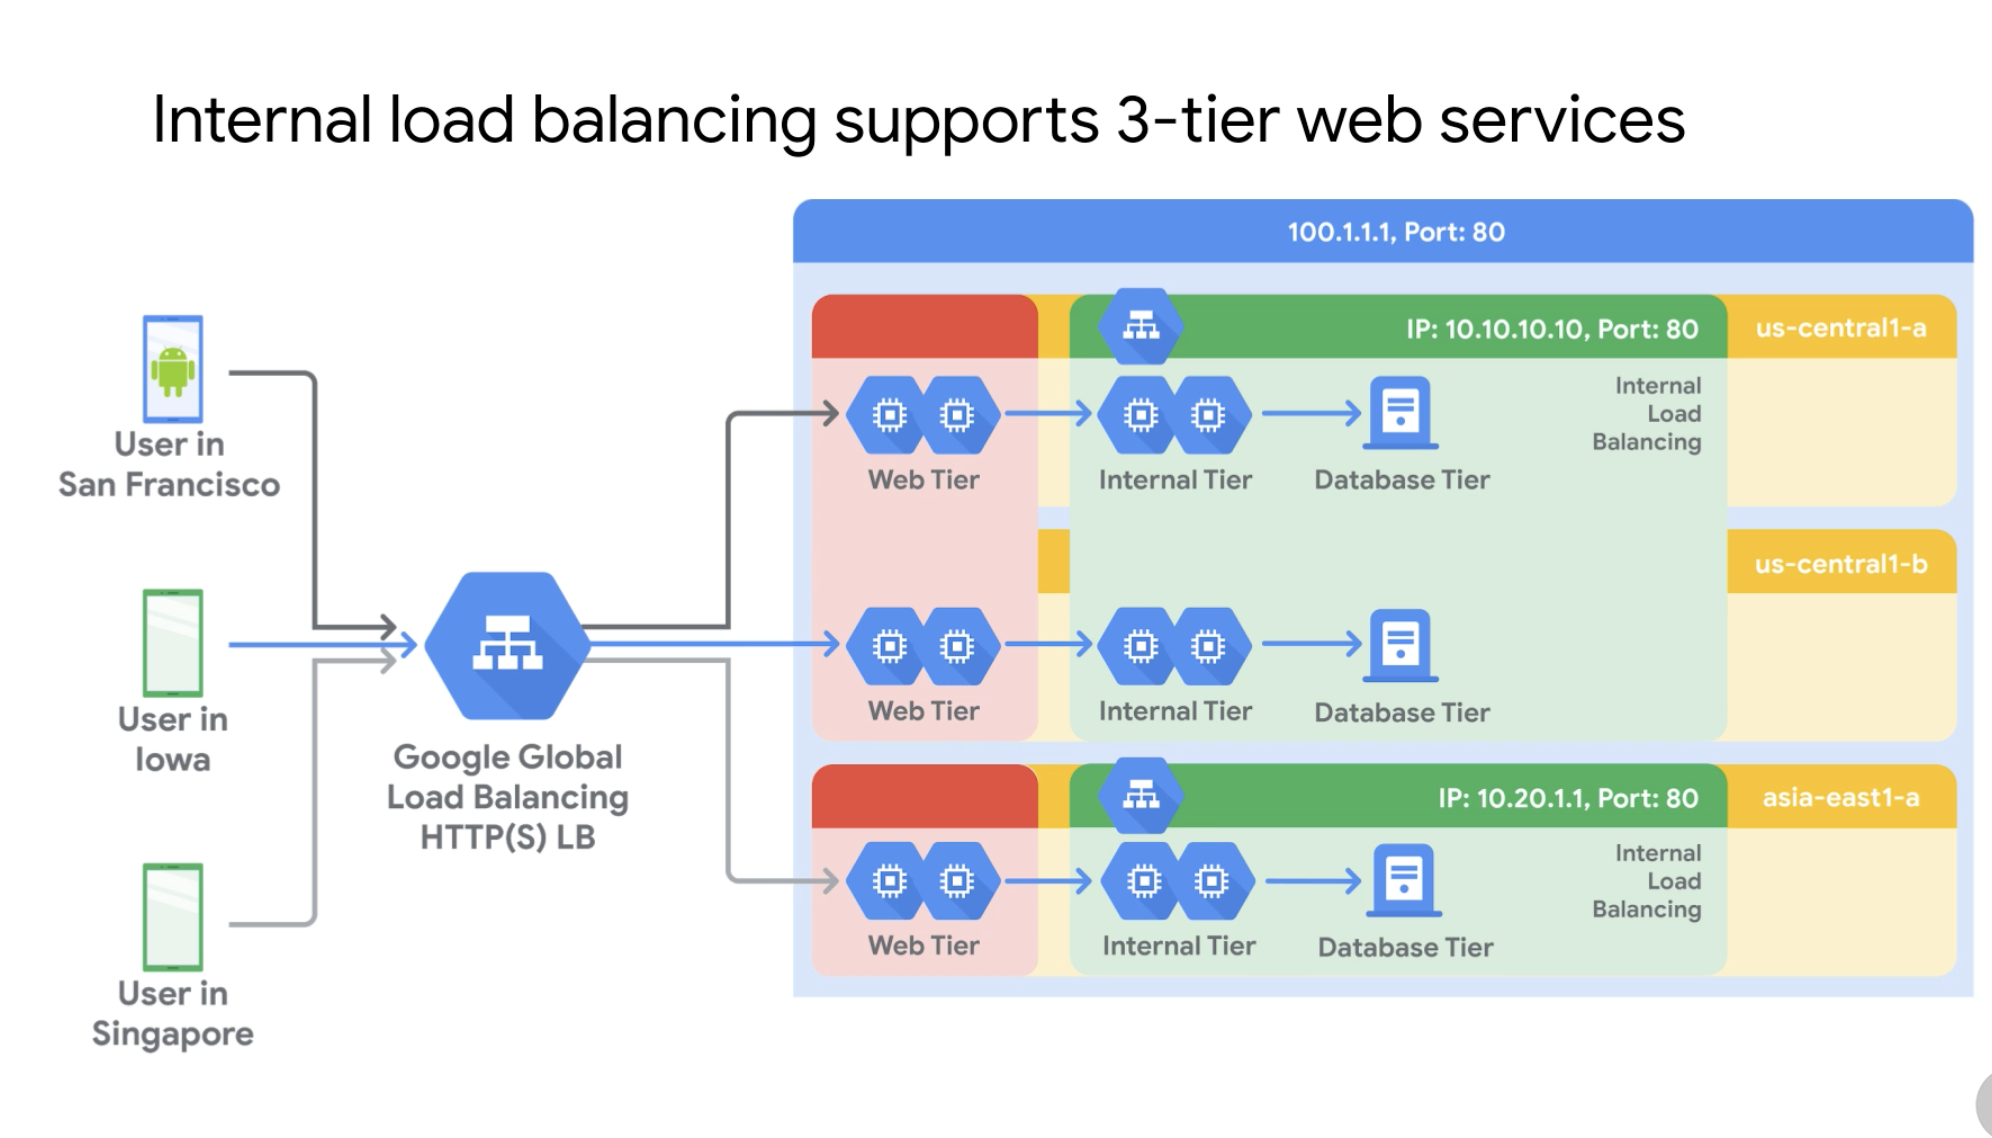 Internal load balancing supports 3-tier web services
100.1.1.1, Port: 80
User in
San Francisco
User in
Iowa
User in
Singapore
Google Global
Load Balancing
HTTP(S) LB
IP: 10.10.10.10, Port: 80
us-central1-a
Internal
Load
Balancing
Web Tier
Internal Tier
Database Tier
us-central1-b
Web Tier
Internal Tier
Database Tier
IP: 10.20.1.1, Port: 80
asia-east1-a
Internal
Load
Balancing
Web Tier
Internal Tier
Database Tier